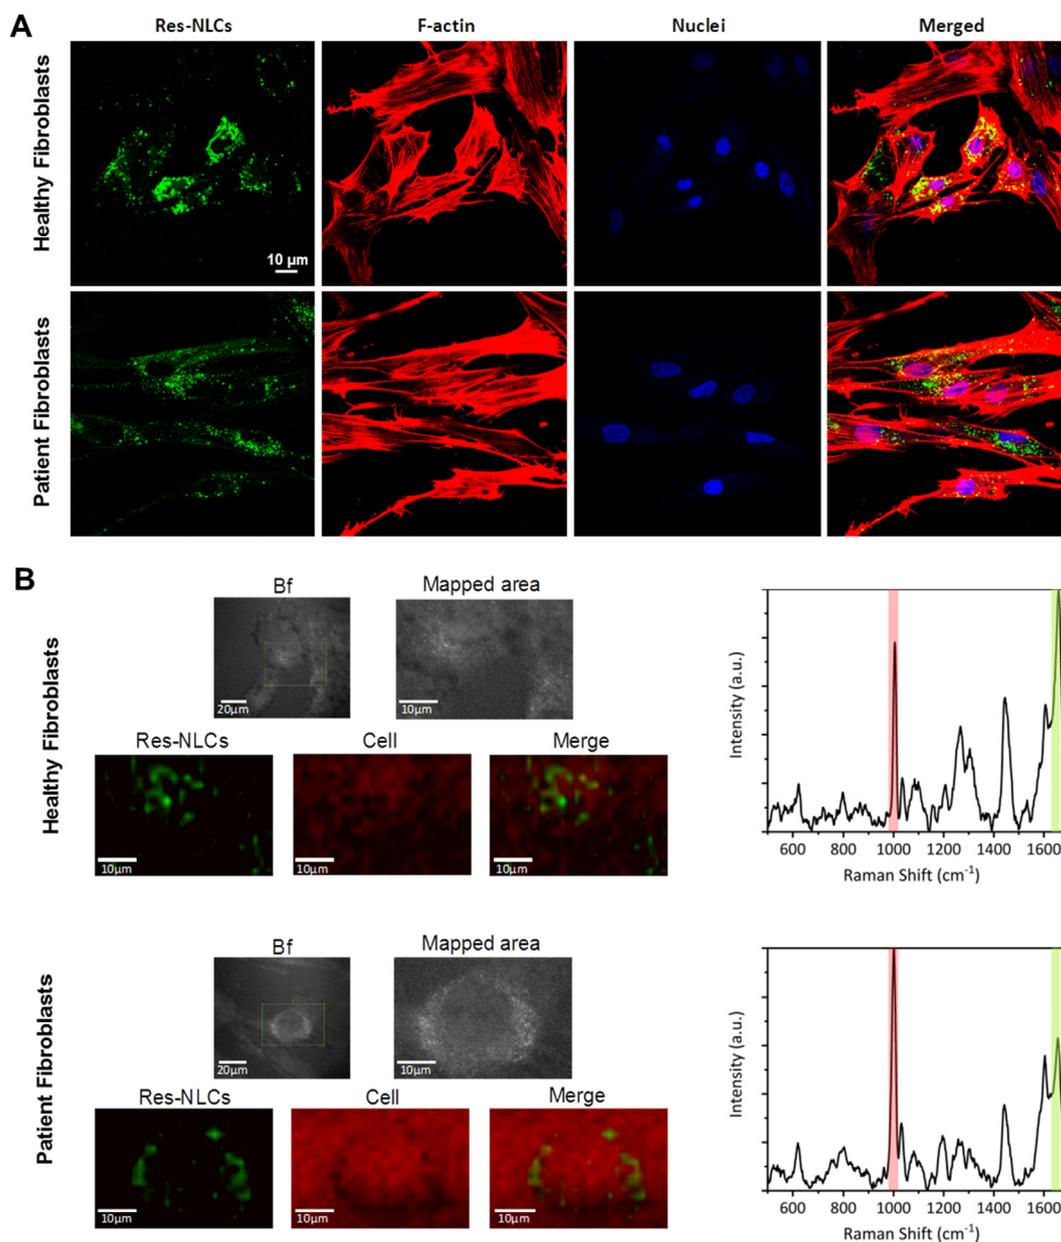 A
Res-NLCs F-actin Nuclei Merged
Healthy Fibroblasts
10 µm
Patient Fibroblasts
B
Healthy Fibroblasts
Bf Mapped area
20µm 10µm
Res-NLCs Cell Merge
10µm 10µm 10µm
Intensity (a.u.)
600 800 1000 1200 1400 1600
Raman Shift (cm⁻¹)
Patient Fibroblasts
Bf Mapped area
20µm 10µm
Res-NLCs Cell Merge
10µm 10µm 10µm
Intensity (a.u.)
600 800 1000 1200 1400 1600
Raman Shift (cm⁻¹)